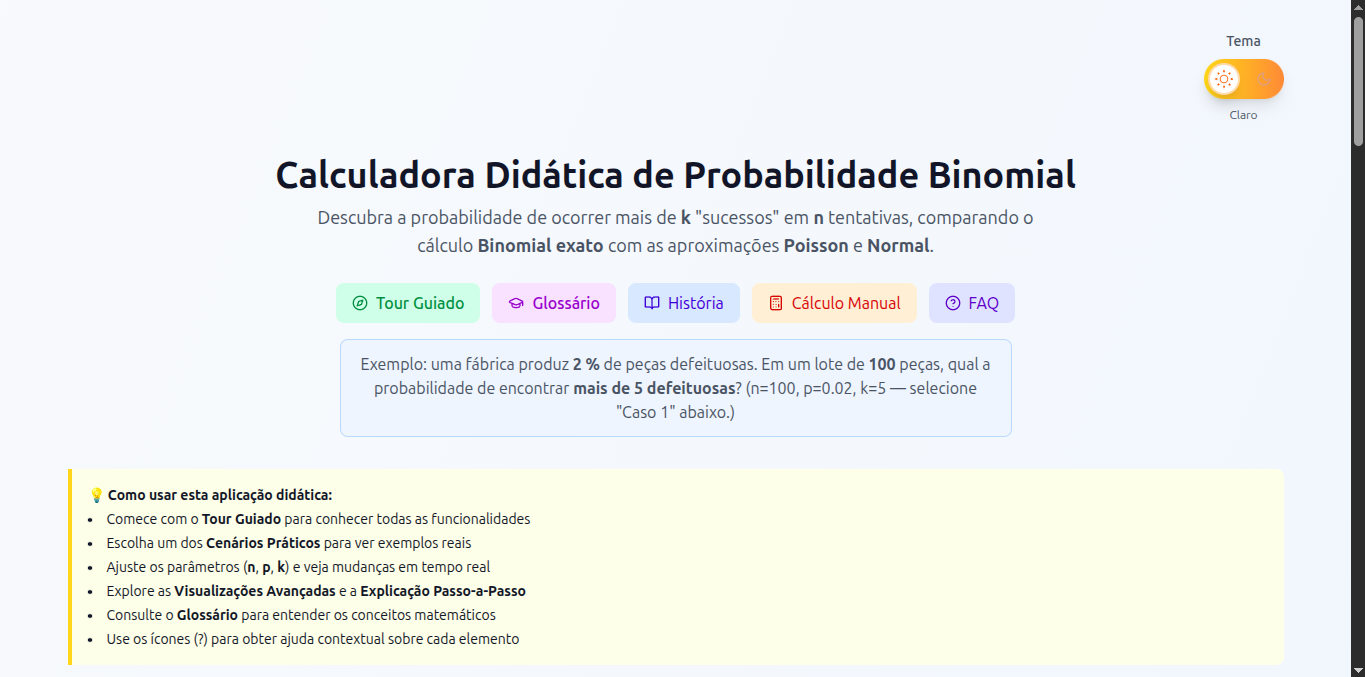 Tema
Claro
Calculadora Didática de Probabilidade Binomial
Descubra a probabilidade de ocorrer mais de k "sucessos" em n tentativas, comparando o
cálculo Binomial exato com as aproximações Poisson e Normal.
Tour Guiado Glossário História Cálculo Manual FAQ
Exemplo: uma fábrica produz 2 % de peças defeituosas. Em um lote de 100 peças, qual a
probabilidade de encontrar mais de 5 defeituosas? (n=100, p=0.02, k=5 — selecione
"Caso 1" abaixo.)
💡 Como usar esta aplicação didática:
• Comece com o Tour Guiado para conhecer todas as funcionalidades
• Escolha um dos Cenários Práticos para ver exemplos reais
• Ajuste os parâmetros (n, p, k) e veja mudanças em tempo real
• Explore as Visualizações Avançadas e a Explicação Passo-a-Passo
• Consulte o Glossário para entender os conceitos matemáticos
• Use os ícones (?) para obter ajuda contextual sobre cada elemento